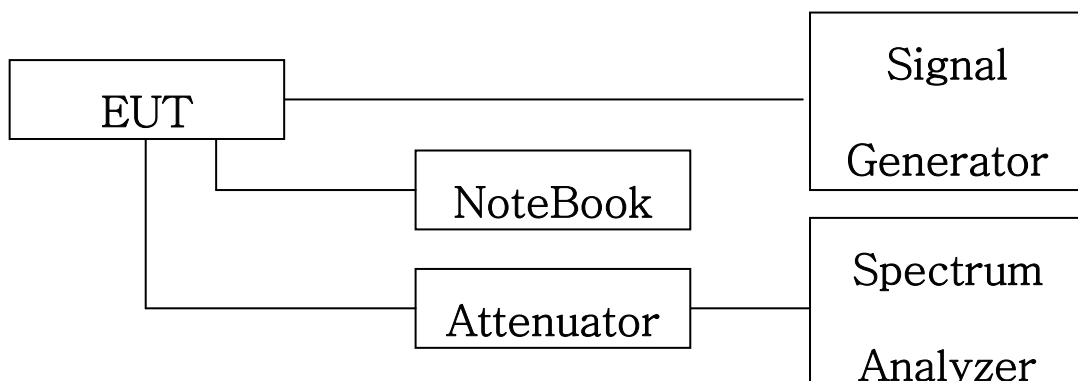 EUT
Signal
Generator
NoteBook
Attenuator
Spectrum
Analyzer